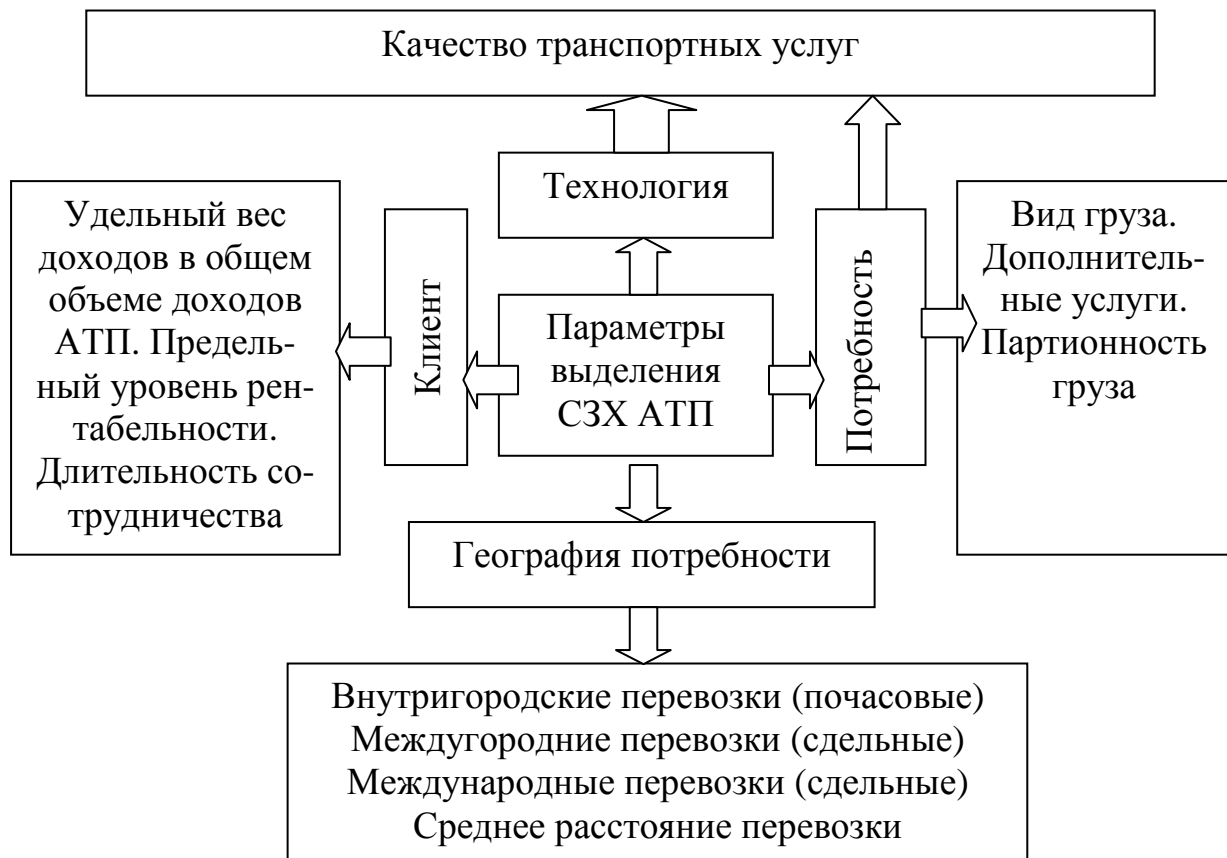 Качество транспортных услуг
Технология
Удельный вес
доходов в общем
объеме доходов
АТП. Предель-
ный уровень рен-
табельности.
Длительность со-
трудничества
Клиент
Параметры
выделения
СЗХ АТП
Потребность
Вид груза.
Дополнитель-
ные услуги.
Партионность
груза
География потребности
Внутригородские перевозки (почасовые)
Междугородние перевозки (сдельные)
Международные перевозки (сдельные)
Среднее расстояние перевозки